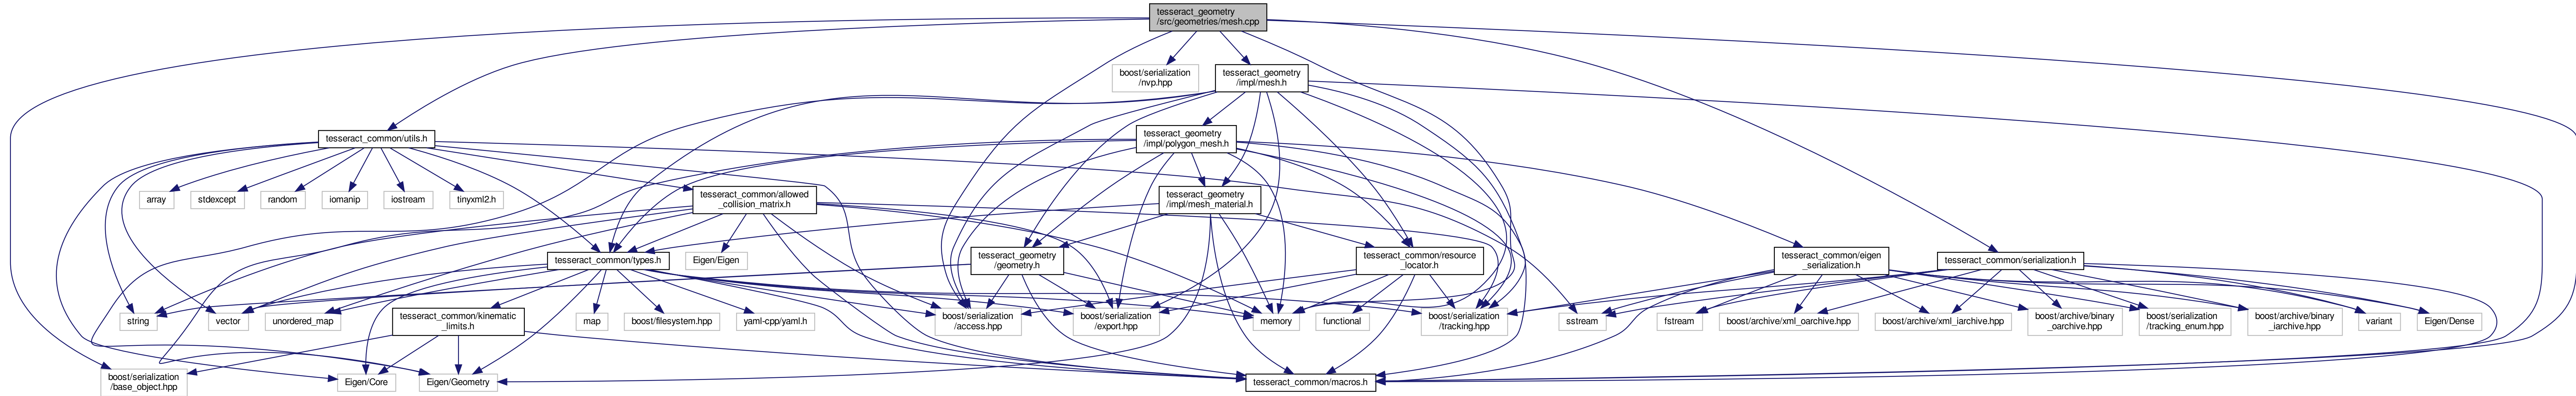 tesseract_geometry
/src/geometries/mesh.cpp
boost/serialization
/nvp.hpp
tesseract_geometry
/impl/mesh.h
tesseract_common/utils.h
tesseract_geometry
/impl/polygon_mesh.h
array
stdexcept
random
iomanip
iostream
tinyxml2.h
tesseract_common/allowed
_collision_matrix.h
tesseract_geometry
/impl/mesh_material.h
tesseract_common/types.h
Eigen/Eigen
tesseract_geometry
/geometry.h
tesseract_common/resource
_locator.h
tesseract_common/eigen
_serialization.h
tesseract_common/serialization.h
string
vector
unordered_map
tesseract_common/kinematic
_limits.h
map
boost/filesystem.hpp
yaml-cpp/yaml.h
boost/serialization
/access.hpp
boost/serialization
/export.hpp
memory
functional
boost/serialization
/tracking.hpp
sstream
fstream
boost/archive/xml_oarchive.hpp
boost/archive/xml_iarchive.hpp
boost/archive/binary
_oarchive.hpp
boost/serialization
/tracking_enum.hpp
boost/archive/binary
_iarchive.hpp
variant
Eigen/Dense
boost/serialization
/base_object.hpp
Eigen/Core
Eigen/Geometry
tesseract_common/macros.h